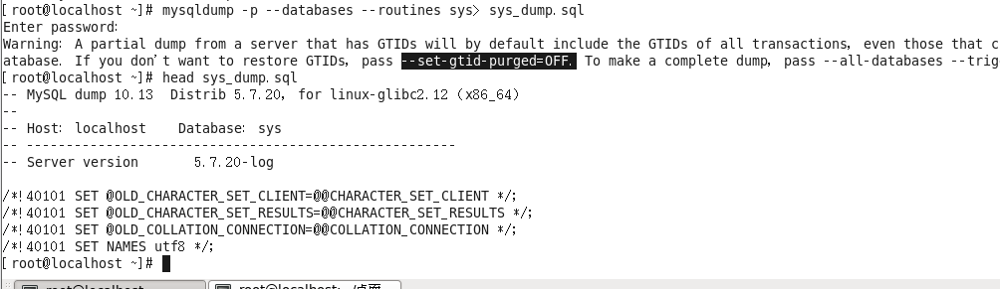 [root@localhost ~]# mysqldump -p --databases --routines sys> sys_dump.sql
Enter password:
Warning: A partial dump from a server that has GTIDs will by default include the GTIDs of all transactions, even those that c
atabase. If you don't want to restore GTIDs, pass --set-gtid-purged=OFF. To make a complete dump, pass --all-databases --trig
[root@localhost ~]# head sys_dump.sql
-- MySQL dump 10.13  Distrib 5.7.20, for linux-glibc2.12 (x86_64)
--
-- Host: localhost    Database: sys
-- ------------------------------------------------------
-- Server version       5.7.20-log
/*!40101 SET @OLD_CHARACTER_SET_CLIENT=@@CHARACTER_SET_CLIENT */;
/*!40101 SET @OLD_CHARACTER_SET_RESULTS=@@CHARACTER_SET_RESULTS */;
/*!40101 SET @OLD_COLLATION_CONNECTION=@@COLLATION_CONNECTION */;
/*!40101 SET NAMES utf8 */;
[root@localhost ~]#